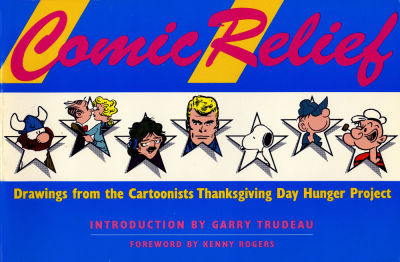 Comic Relief
Drawings from the Cartoonists Thanksgiving Day Hunger Project
INTRODUCTION BY GARRY TRUDEAU
FOREWORD BY KENNY ROGERS